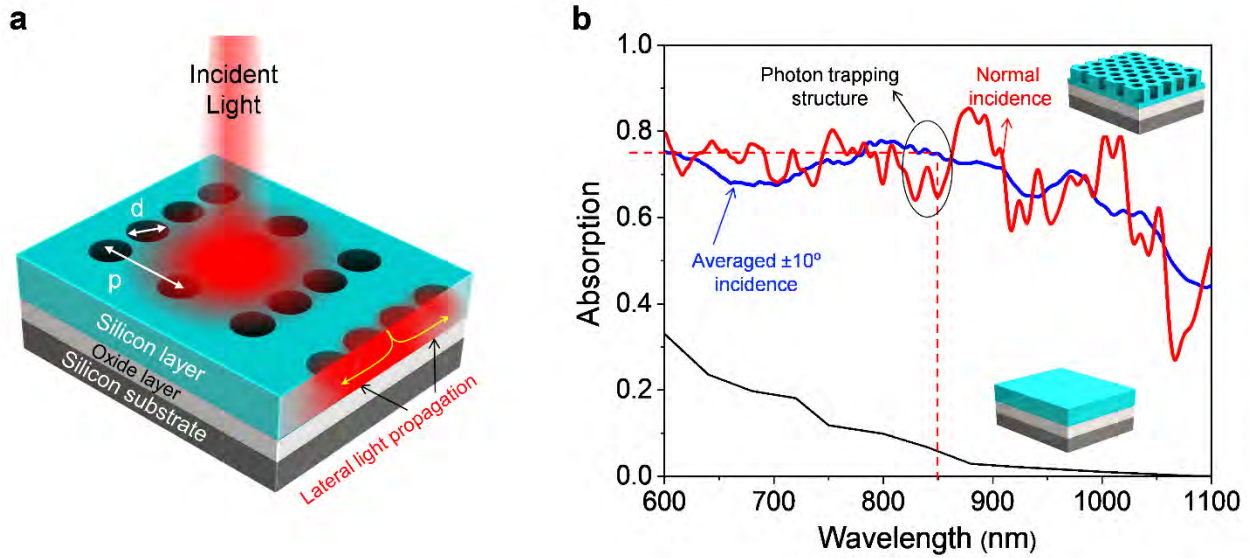 a
Incident
Light
d
p
Silicon layer
Oxide layer
Silicon substrate
Lateral light propagation
b
1.0
0.8
0.6
0.4
0.2
0.0
Absorption
Photon trapping
structure
Normal
incidence
Averaged ±10º
incidence
600
700
800
900
1000
1100
Wavelength (nm)